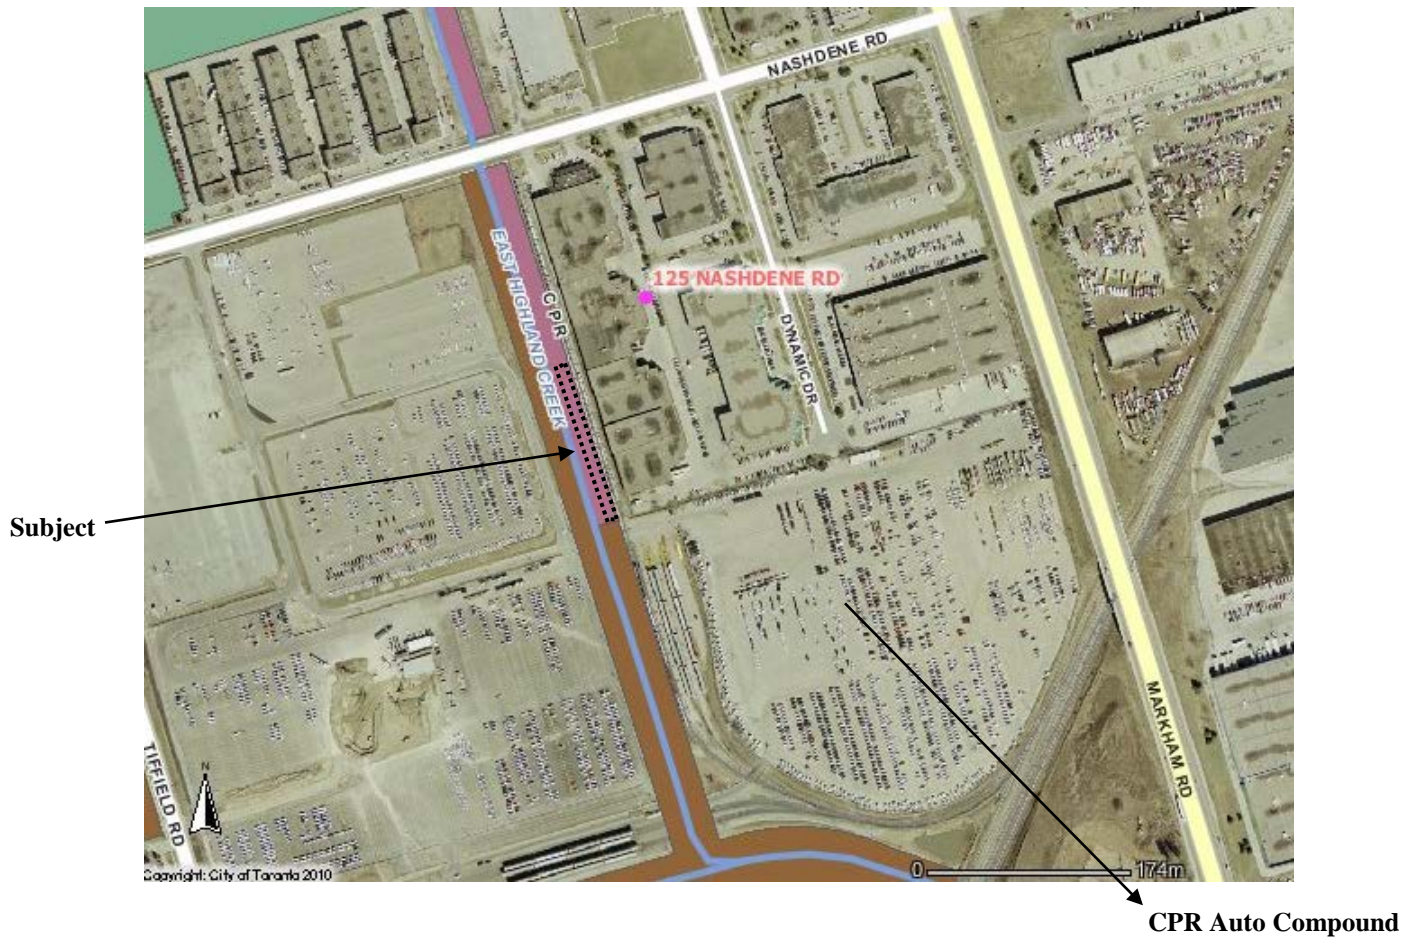 NASHDENE RD
EAST HIGHLAND CREEK
C P R
125 NASHDENE RD
DYNAMIC DR
Subject
MARKHAM RD
TIFFIELD RD
N
0 174m
Copyright: City of Toronto 2010
CPR Auto Compound